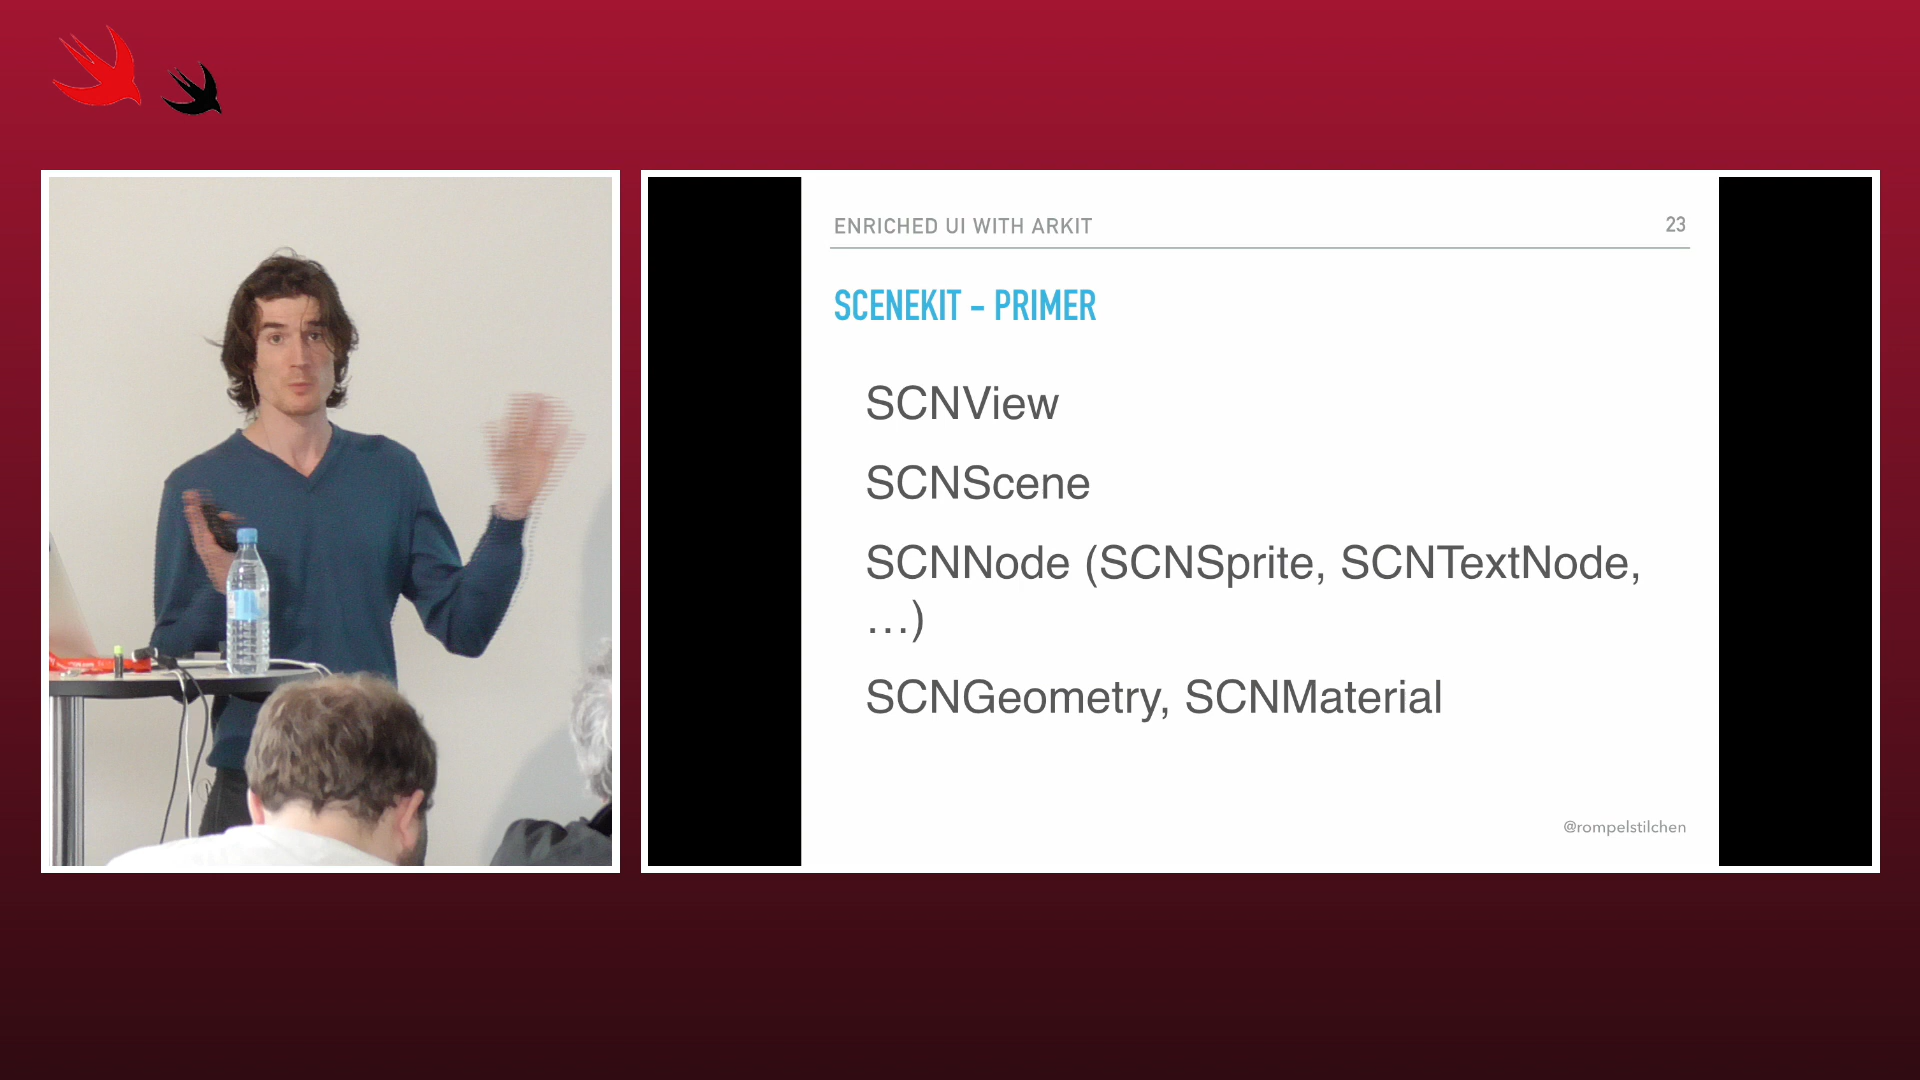 ENRICHED UI WITH ARKIT
23
SCENEKIT – PRIMER
SCNView
SCNScene
SCNNode (SCNSprite, SCNTextNode,
…)
SCNGeometry, SCNMaterial
@rompelstilchen